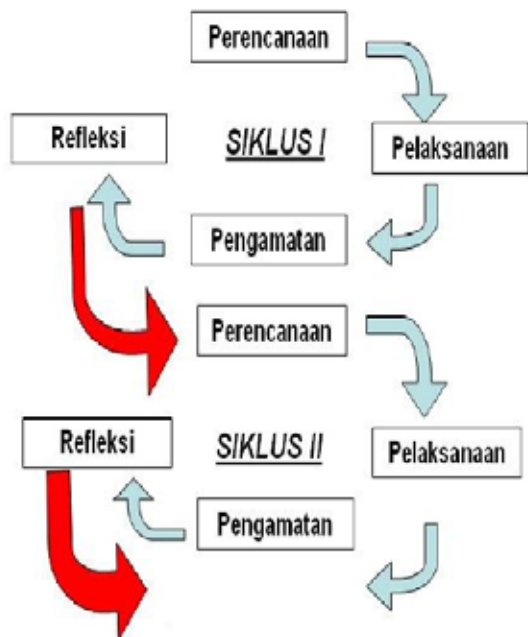 Perencanaan
Refleksi
SIKLUS I
Pelaksanaan
Pengamatan
Perencanaan
Refleksi
SIKLUS II
Pelaksanaan
Pengamatan